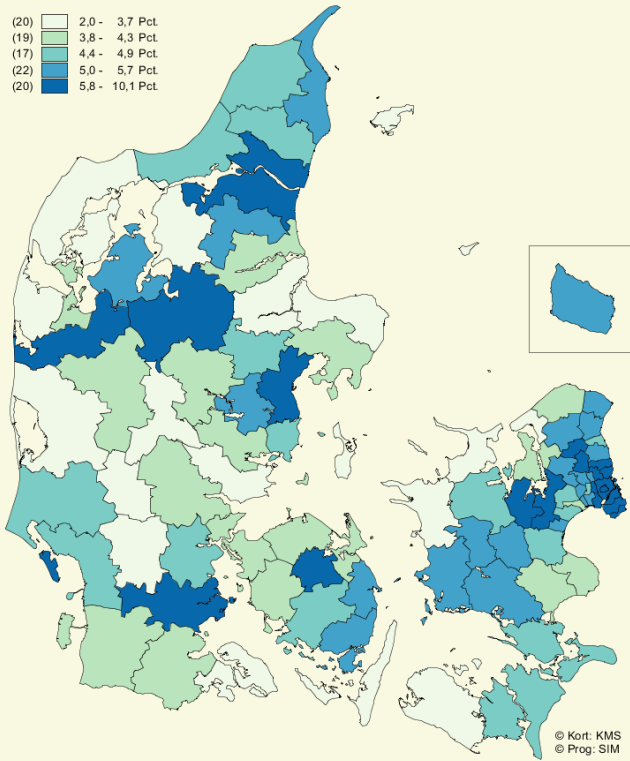 (20) 2,0 - 3,7 Pct.
(19) 3,8 - 4,3 Pct.
(17) 4,4 - 4,9 Pct.
(22) 5,0 - 5,7 Pct.
(20) 5,8 - 10,1 Pct.
© Kort: KMS
© Prog: SIM